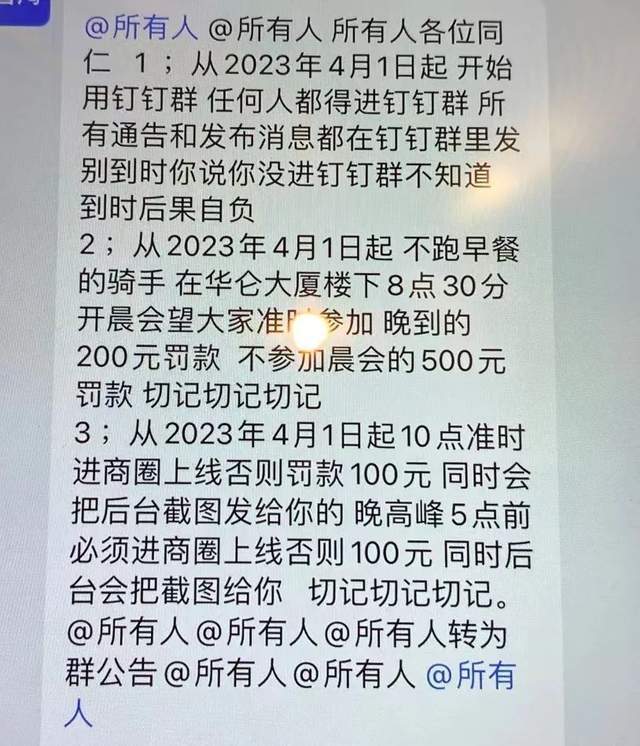 @所有人 @所有人 所有人各位同
仁 1；从2023年4月1日起 开始
用钉钉群 任何人都得进钉钉群 所
有通告和发布消息都在钉钉群里发
别到时你说你没进钉钉群不知道
到时后果自负
2；从2023年4月1日起 不跑早餐
的骑手 在华仑大厦楼下8点30分
开晨会望大家准时参加 晚到的
200元罚款 不参加晨会的500元
罚款 切记切记切记
3；从2023年4月1日起10点准时
进商圈上线否则罚款100元 同时会
把后台截图发给你的 晚高峰5点前
必须进商圈上线否则100元 同时后
台会把截图给你 切记切记切记。
@所有人@所有人@所有人转为
群公告@所有人@所有人 @所有
人